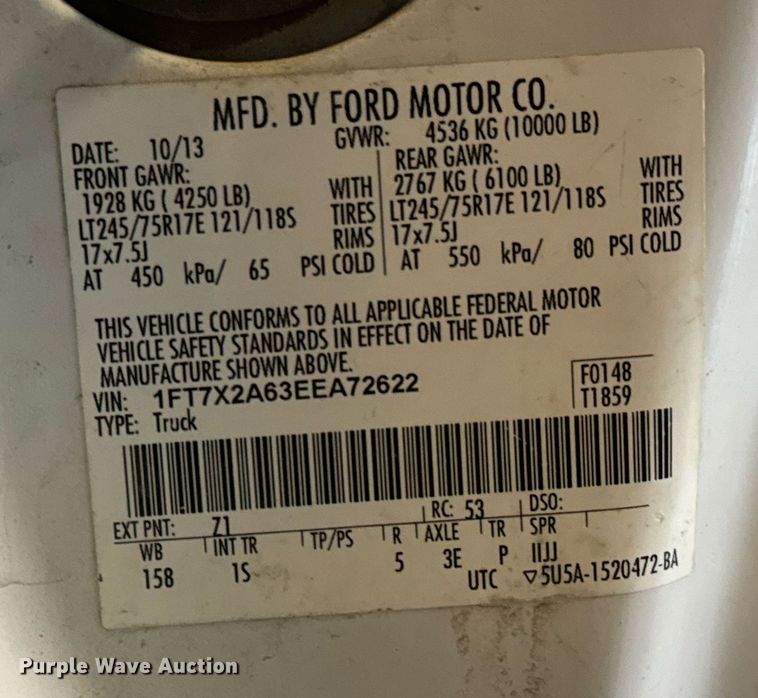 MFD. BY FORD MOTOR CO.
DATE: 10/13 GVWR: 4536 KG (10000 LB)
FRONT GAWR: REAR GAWR:
1928 KG ( 4250 LB) WITH 2767 KG ( 6100 LB) WITH
LT245/75R17E 121/118S TIRES LT245/75R17E 121/118S TIRES
17x7.5J RIMS 17x7.5J RIMS
AT 450 kPa/ 65 PSI COLD AT 550 kPa/ 80 PSI COLD
THIS VEHICLE CONFORMS TO ALL APPLICABLE FEDERAL MOTOR
VEHICLE SAFETY STANDARDS IN EFFECT ON THE DATE OF
MANUFACTURE SHOWN ABOVE.
VIN: 1FT7X2A63EEA72622 F0148
TYPE: Truck T1859
EXT PNT: Z1 RC: 53 DSO:
WB INT TR TP/PS R AXLE TR SPR
158 1S 5 3E P IIJJ
UTC ▽5U5A-1520472-BA
Purple Wave Auction